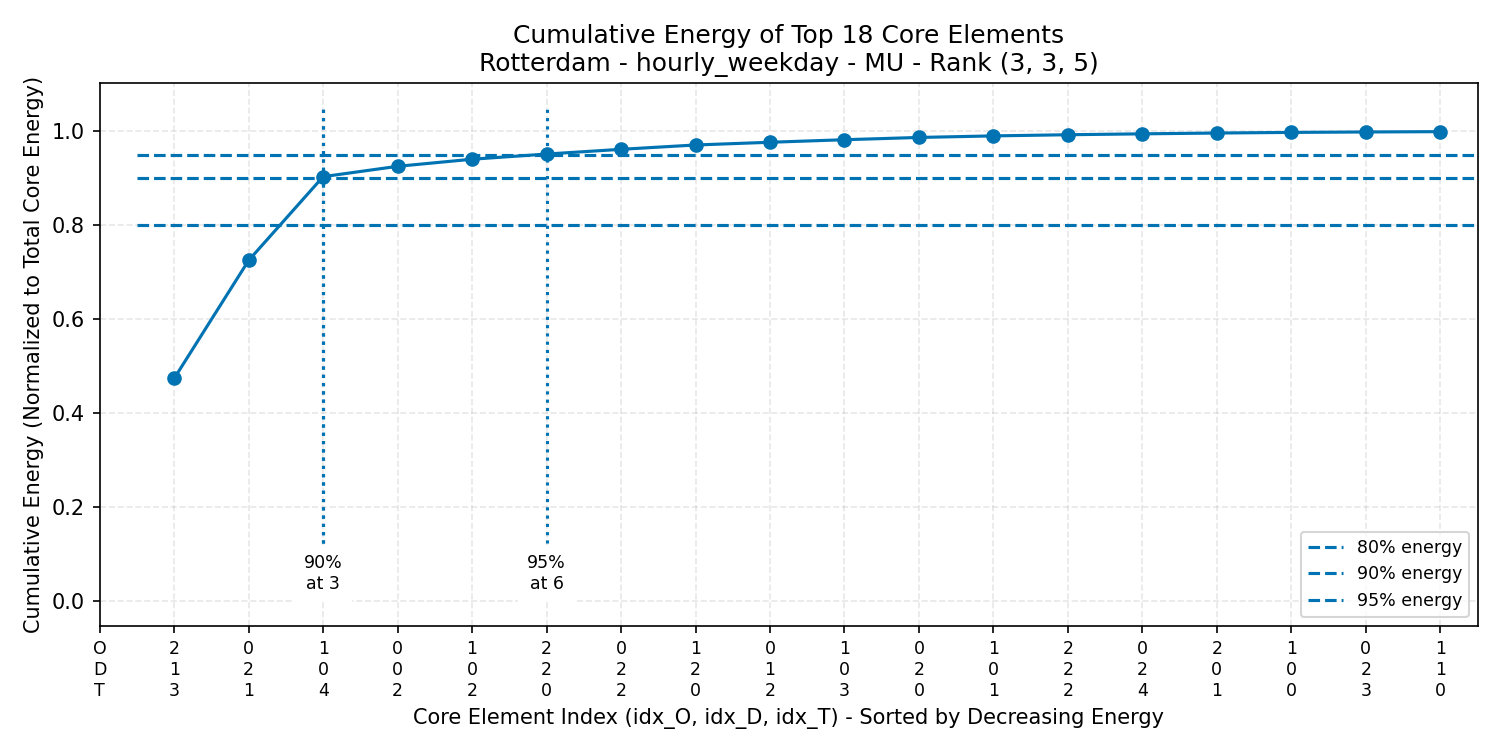 Cumulative Energy of Top 18 Core Elements
Rotterdam - hourly_weekday - MU - Rank (3, 3, 5)
Cumulative Energy (Normalized to Total Core Energy)
1.0
0.8
0.6
0.4
0.2
0.0
90%
at 3
95%
at 6
80% energy
90% energy
95% energy
O 2 0 1 0 1 2 0 1 0 1 0 1 2 0 2 1 0 1
D 1 2 0 0 0 2 2 2 1 0 2 0 2 2 0 0 2 1
T 3 1 4 2 2 0 2 0 2 3 0 1 2 4 1 0 3 0
Core Element Index (idx_O, idx_D, idx_T) - Sorted by Decreasing Energy